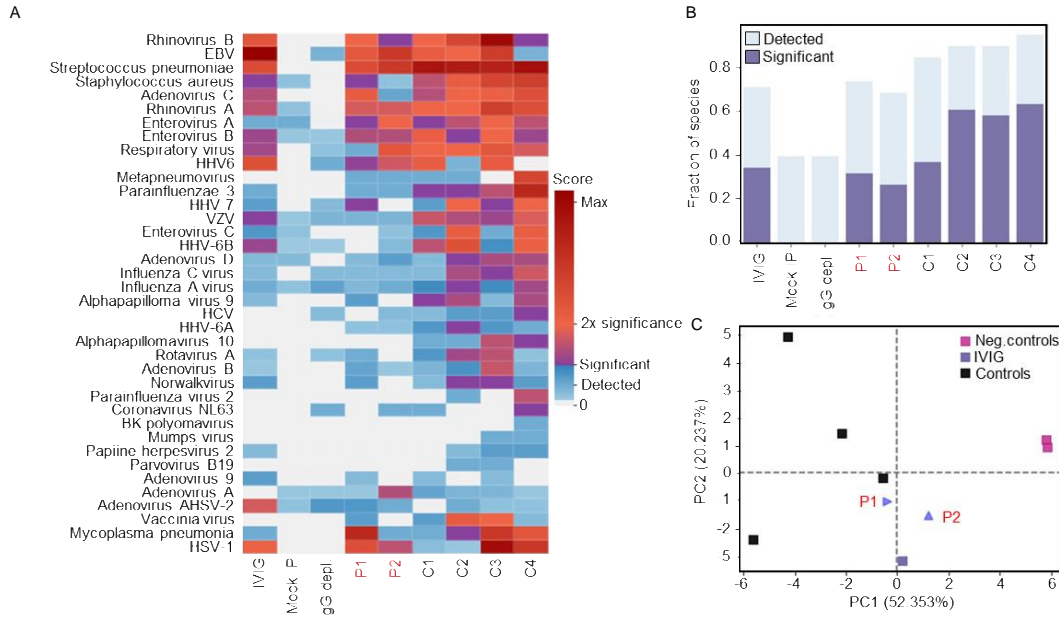 A
Rhinovirus B
EBV
Streptococcus pneumoniae
Staphylococcus aureus
Adenovirus C
Rhinovirus A
Enterovirus A
Enterovirus B
Respiratory virus
HHV6
Metapneumovirus
Parainfluenzae 3
HHV 7
VZV
Enterovirus C
HHV-6B
Adenovirus D
Influenza C virus
Influenza A virus
Alphapapilloma virus 9
HCV
HHV-6A
Alphapapillomavirus 10
Rotavirus A
Adenovirus B
Norwalkvirus
Parainfluenza virus 2
Coronavirus NL63
BK polyomavirus
Mumps virus
Papiine herpesvirus 2
Parvovirus B19
Adenovirus 9
Adenovirus A
Adenovirus AHSV-2
Vaccinia virus
Mycoplasma pneumonia
HSV-1
IVIG
Mcck P
gG depl.
P1
P2
C1
C2
C3
C4
Score
Max
2x significance
Significant
Detected
0
B
Detected
Significant
Fraction of species
0.8
0.6
0.4
0.2
0.0
IVIG
Mcck P
gG depl
P1
P2
C1
C2
C3
C4
C
Neg.controls
IVIG
Controls
PC2 (20.237%)
5
4
3
2
1
0
1
-2
5
P1
P2
-6
-4
-2
0
2
4
6
PC1 (52.353%)